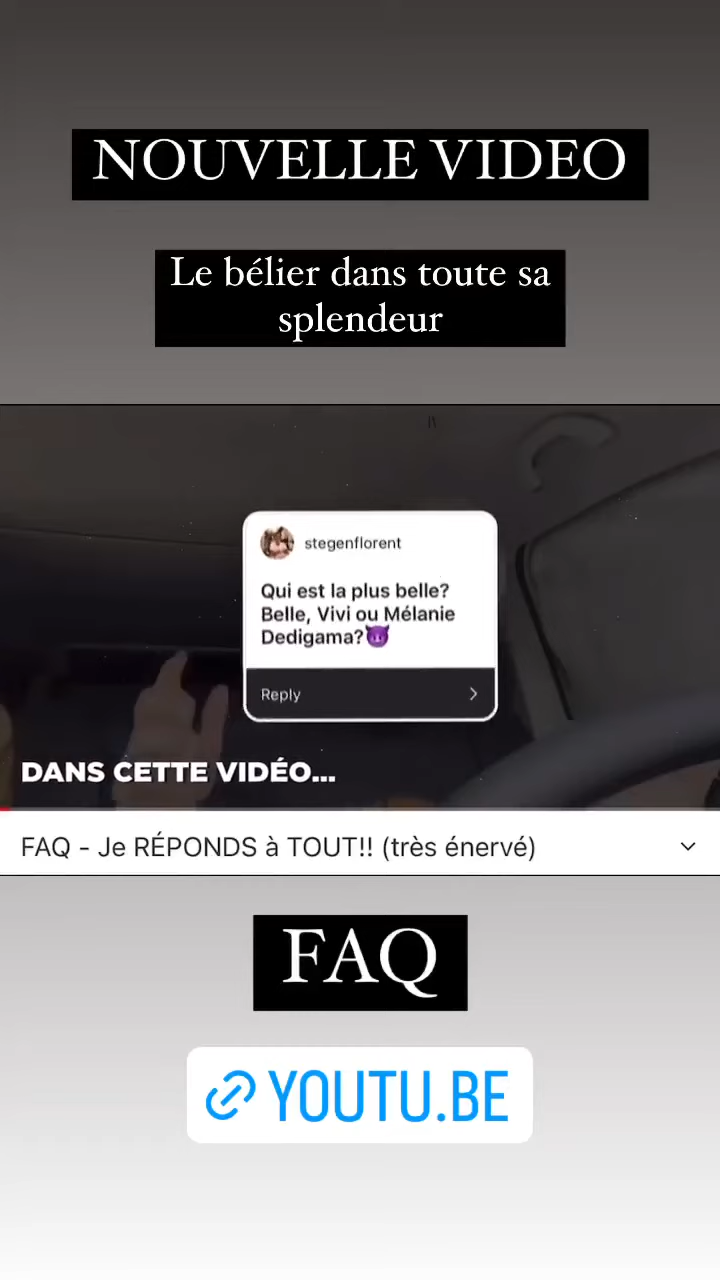 NOUVELLE VIDEO
Le bélier dans toute sa
splendeur
stegenflorent
Qui est la plus belle?
Belle, Vivi ou Mélanie
Dedigama?😈
Reply
DANS CETTE VIDÉO...
FAQ - Je RÉPONDS à TOUT!! (très énervé)
FAQ
YOUTU.BE